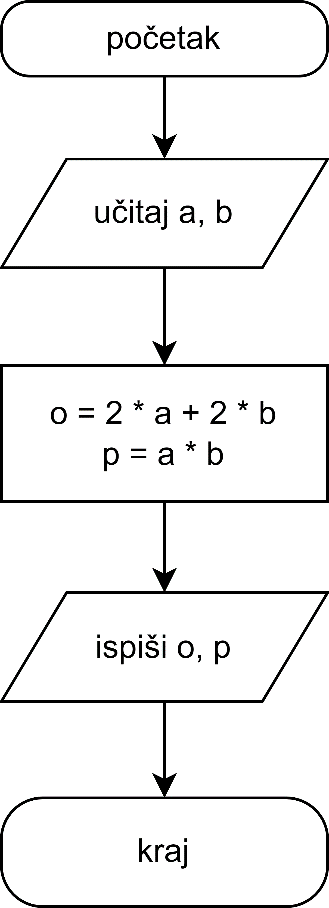 početak
učitaj a, b
o = 2 * a + 2 * b
p = a * b
ispiši o, p
kraj